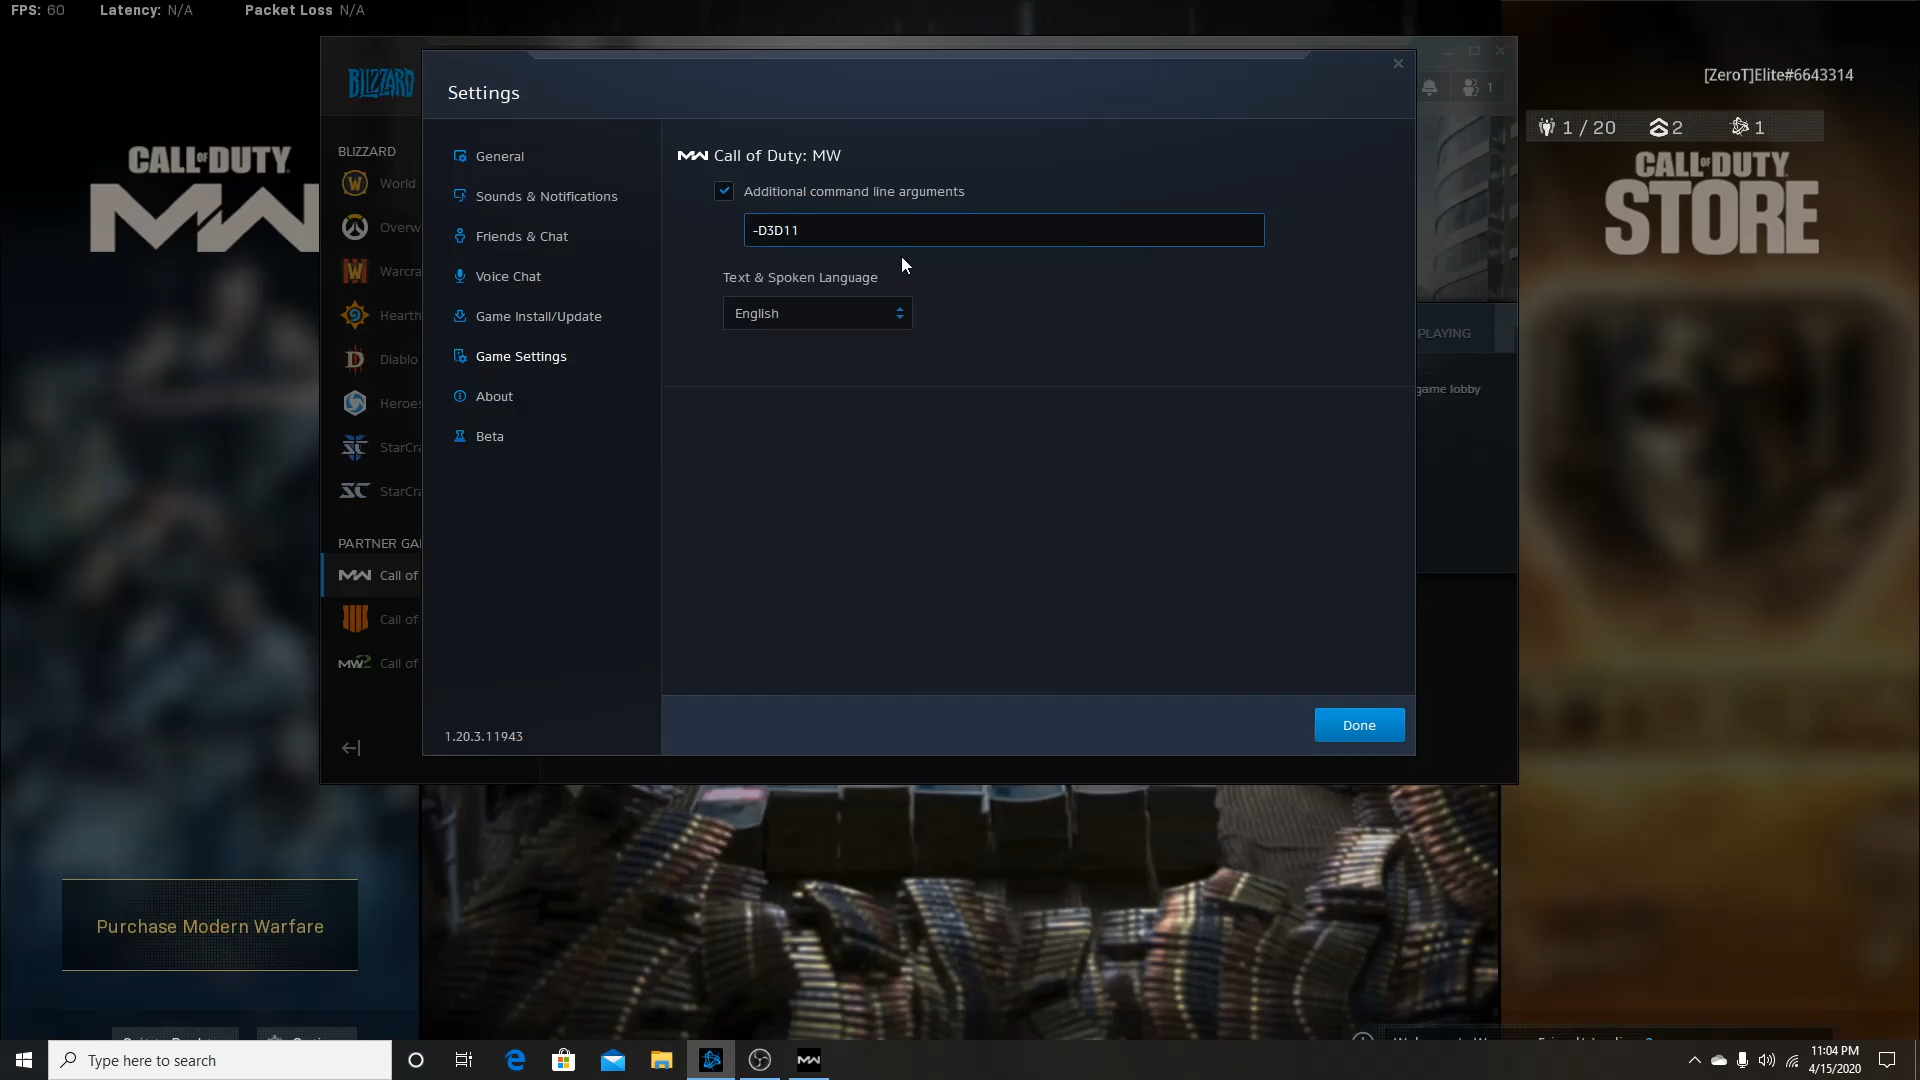 FPS: 60 Latency: N/A Packet Loss N/A
[ZeroT]Elite#6643314
1 / 20 2 1
CALL OF DUTY
MW
CALL OF DUTY
STORE
BLIZZARD
1
Settings
BLIZZARD
World
Overw
Warcra
Hearth
Diablo
Heroes
StarCra
StarCra
PARTNER GA
Call of
Call of
MW2 Call of
General
Sounds & Notifications
Friends & Chat
Voice Chat
Game Install/Update
Game Settings
About
Beta
1.20.3.11943
MW Call of Duty: MW
Additional command line arguments
-D3D11
Text & Spoken Language
English
Done
PLAYING
game lobby
Purchase Modern Warfare
Type here to search
11:04 PM
4/15/2020